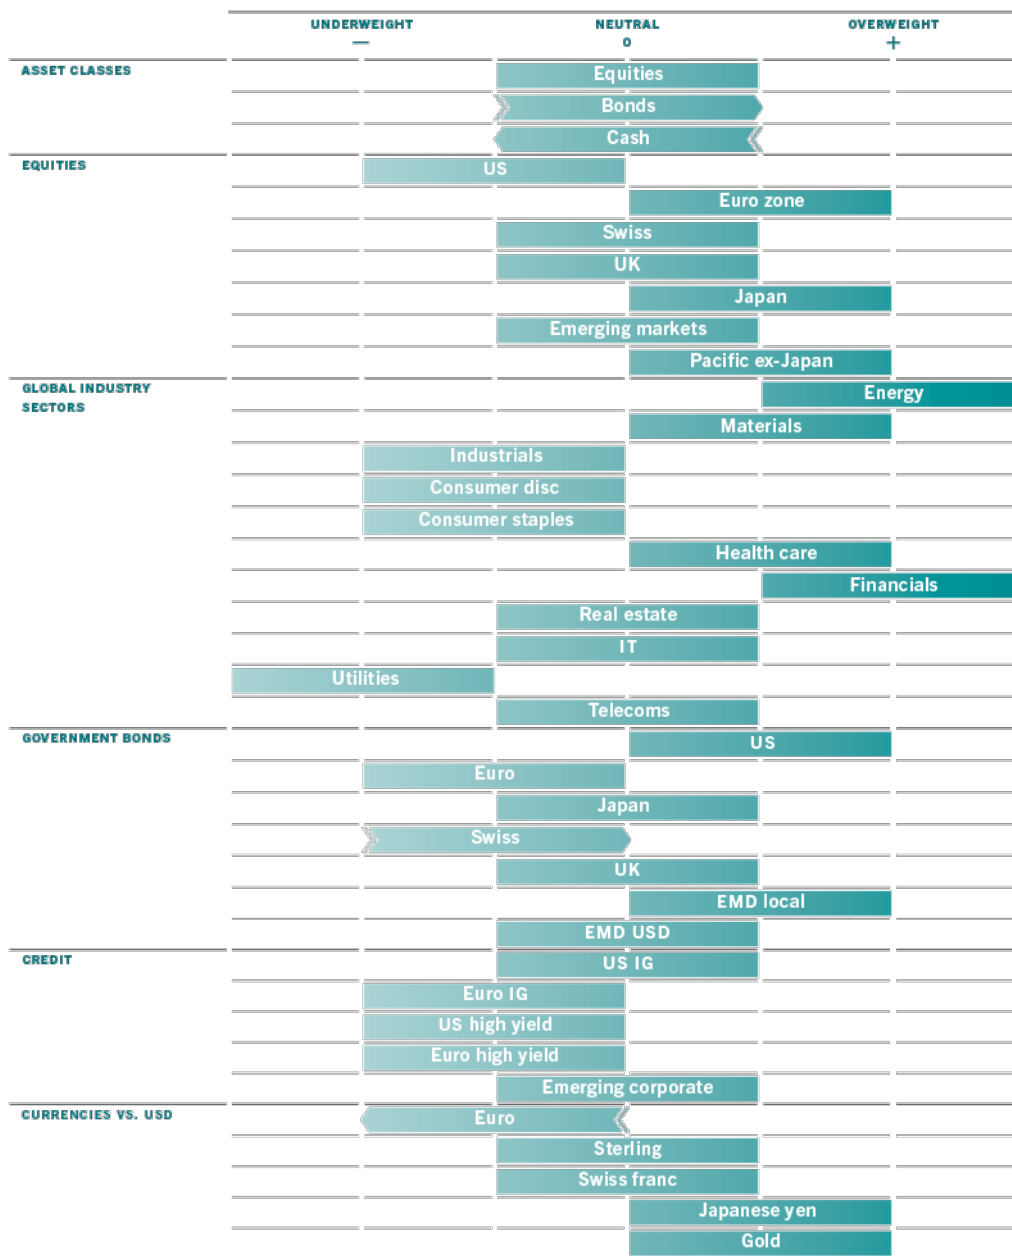 UNDERWEIGHT NEUTRAL OVERWEIGHT
— o +
ASSET CLASSES Equities
Bonds
Cash
EQUITIES US
Euro zone
Swiss
UK
Japan
Emerging markets
Pacific ex-Japan
GLOBAL INDUSTRY Energy
SECTORS
Materials
Industrials
Consumer disc
Consumer staples
Health care
Financials
Real estate
IT
Utilities
Telecoms
GOVERNMENT BONDS US
Euro
Japan
Swiss
UK
EMD local
EMD USD
CREDIT US IG
Euro IG
US high yield
Euro high yield
Emerging corporate
CURRENCIES VS. USD Euro
Sterling
Swiss franc
Japanese yen
Gold